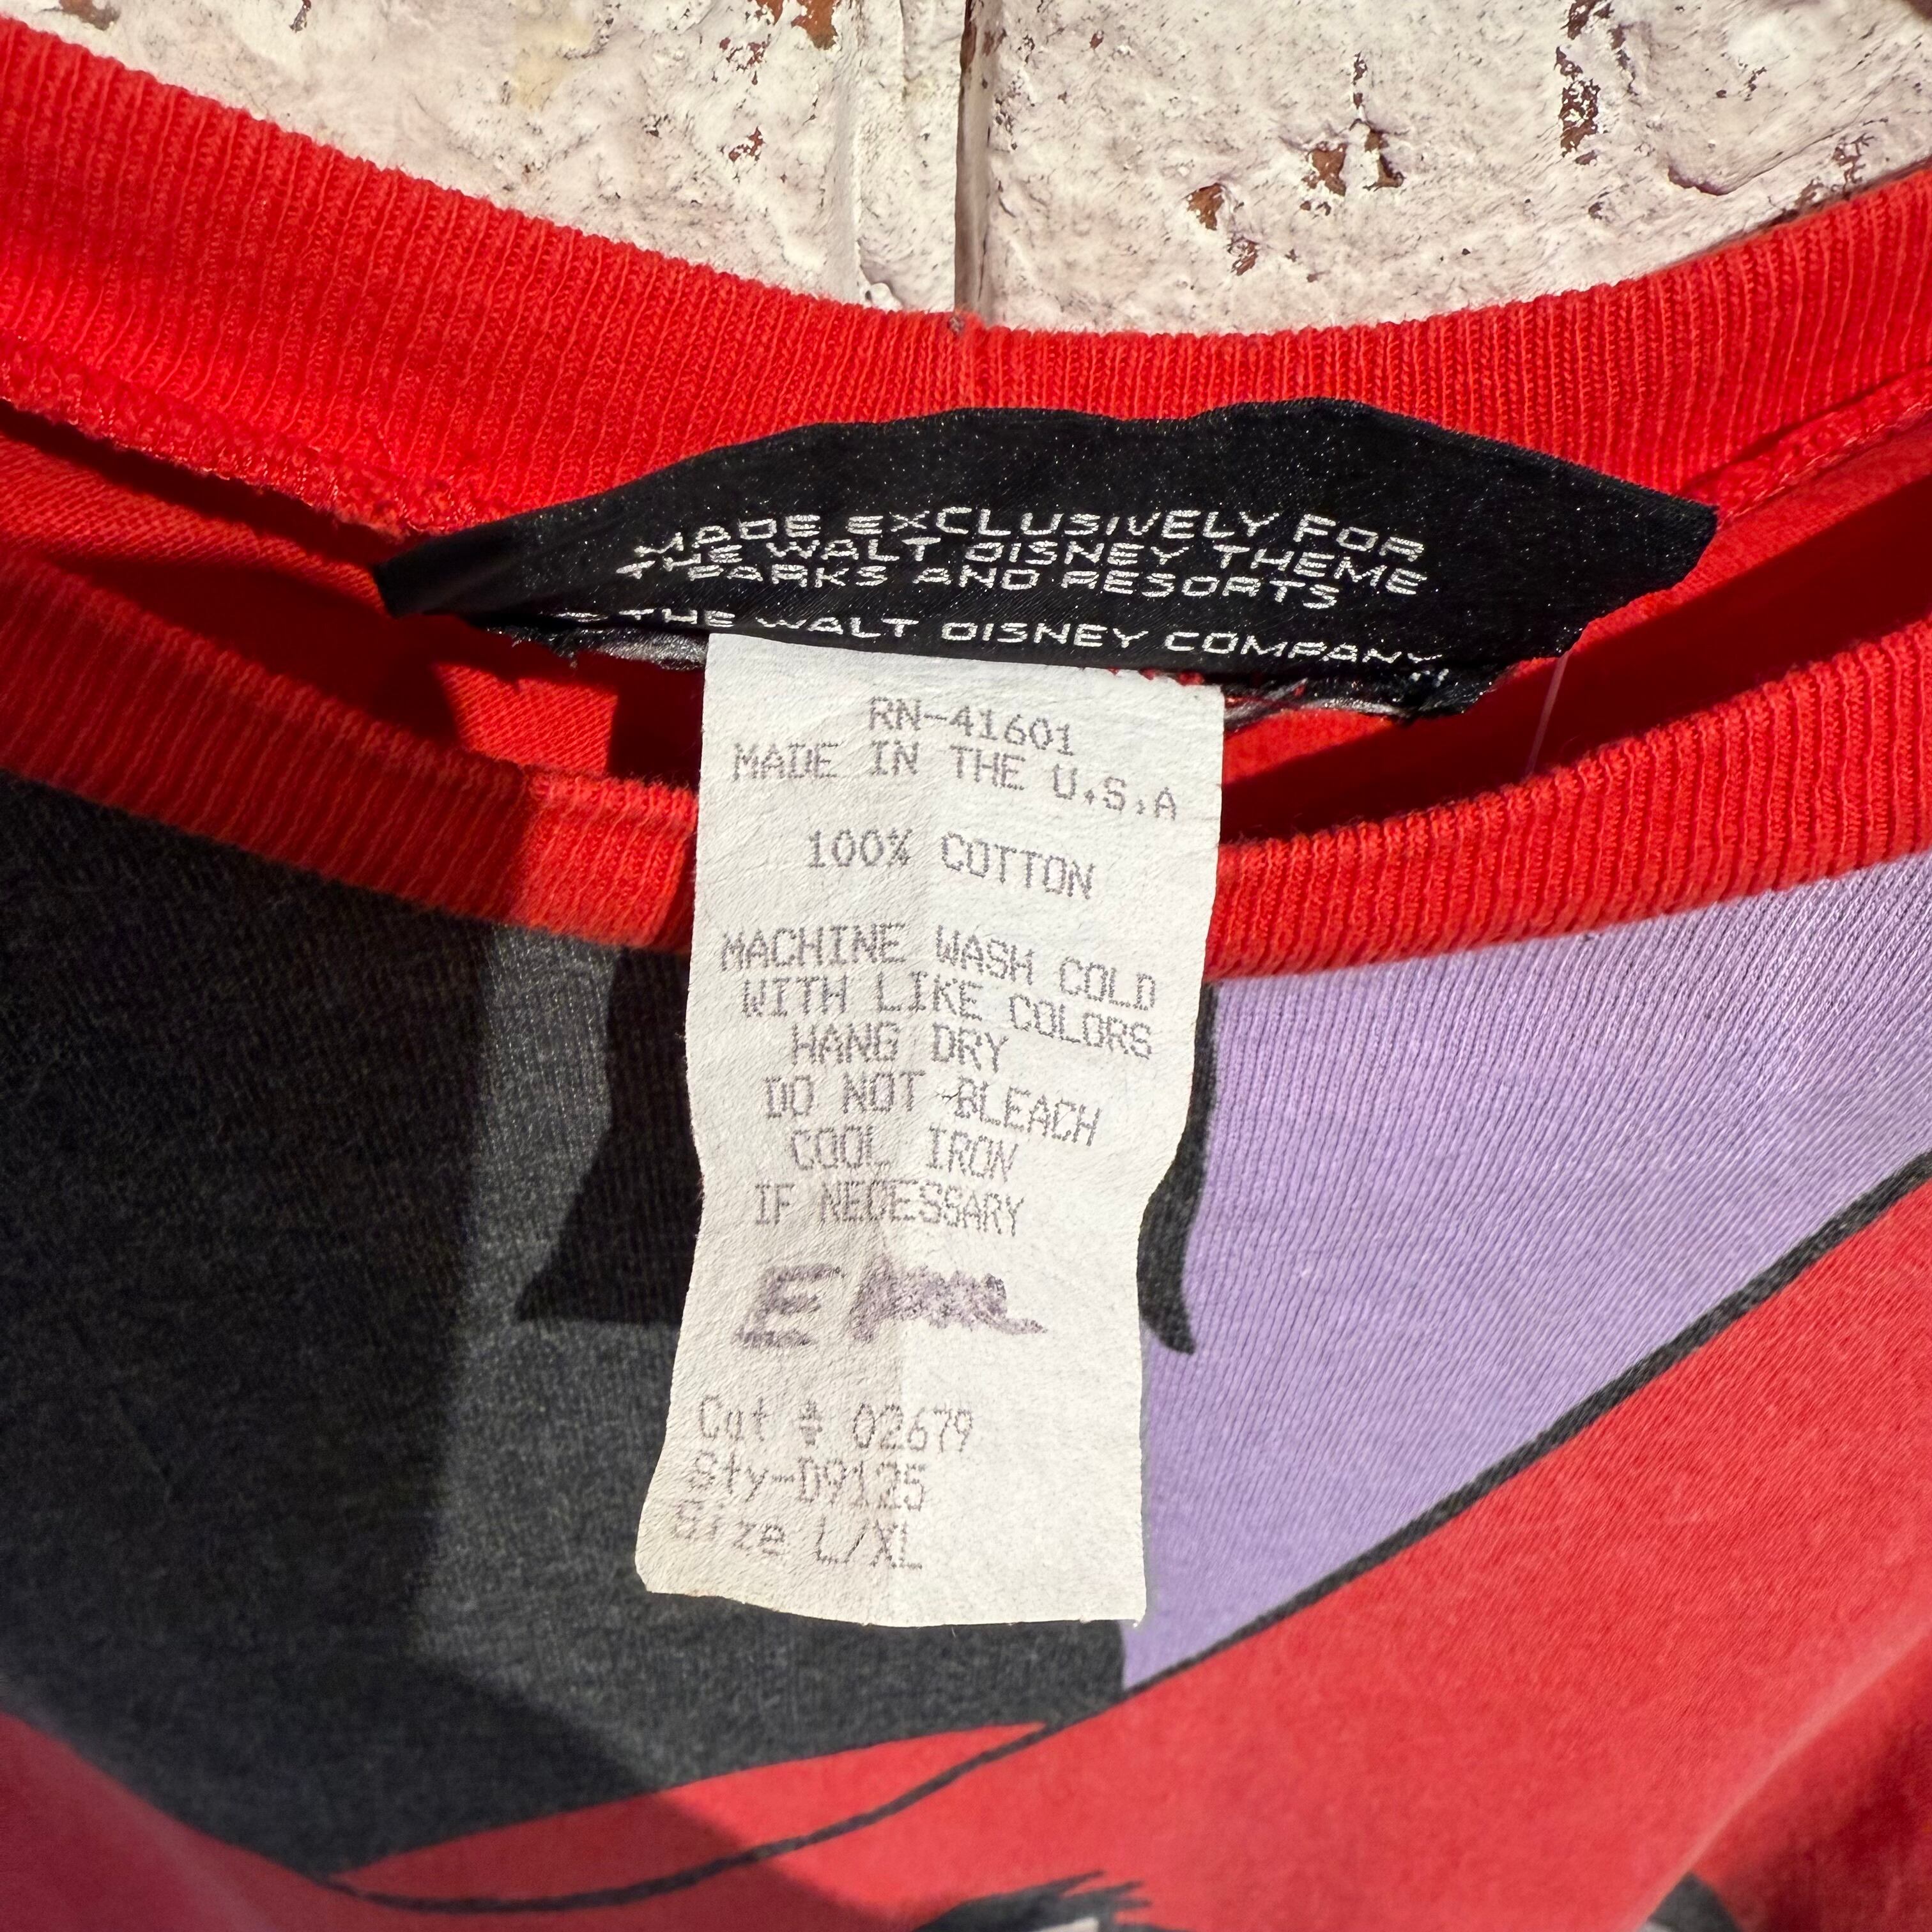 MADE EXCLUSIVELY FOR
THE WALT DISNEY THEME
PARKS AND RESORTS
© THE WALT DISNEY COMPANY
RN-41601
MADE IN THE U.S.A
100% COTTON
MACHINE WASH COLD
WITH LIKE COLORS
HANG DRY
DO NOT BLEACH
COOL IRON
IF NECESSARY
E
Cut # 02679
Sty-D9125
Size L/XL